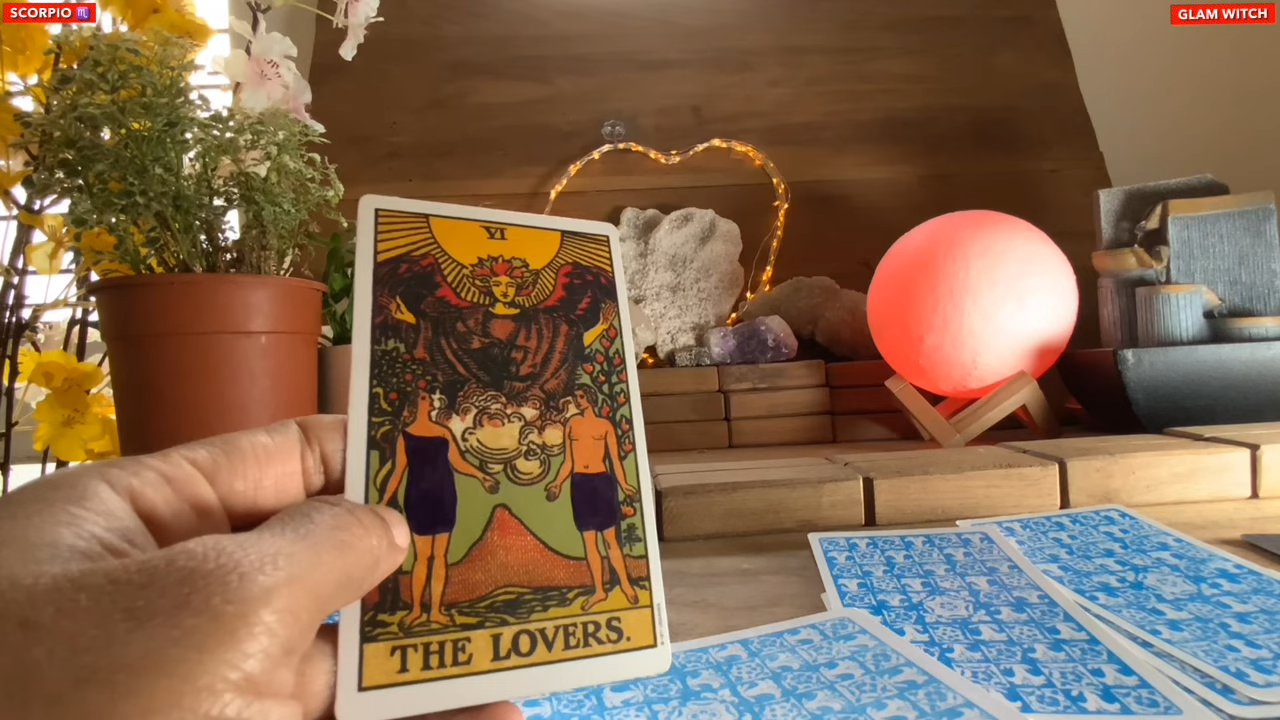 SCORPIO ♏
GLAM WITCH
VI
THE LOVERS.